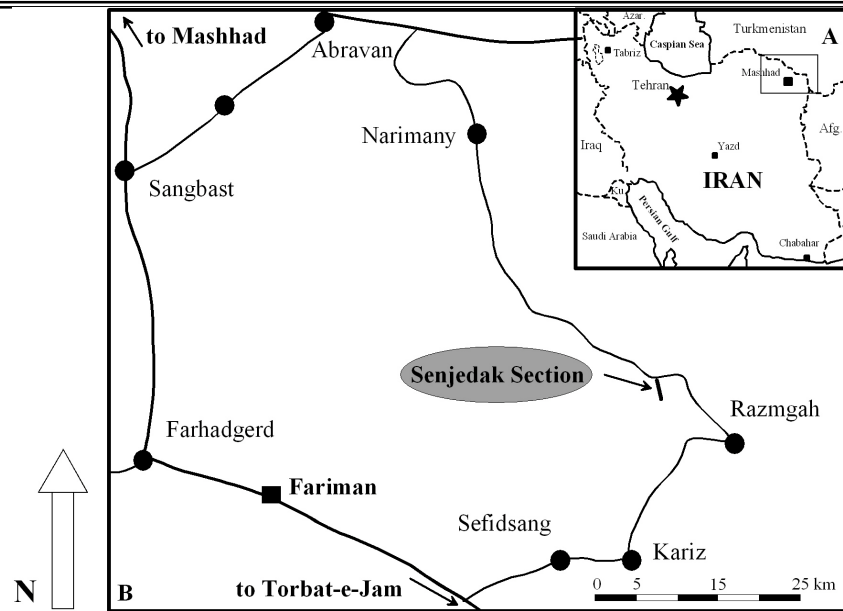 to Mashhad
Abravan
Narimany
Sangbast
Senjedak Section
Razmgah
Farhadgerd
Fariman
Sefidsang
Kariz
to Torbat-e-Jam
0 5 15 25 km
N
B
A
Azar.
Turkmenistan
Caspian Sea
Tabriz
Mashhad
Tehran
Afg.
Iraq
Yazd
IRAN
Ku.
Persian Gulf
Saudi Arabia
Chabahar